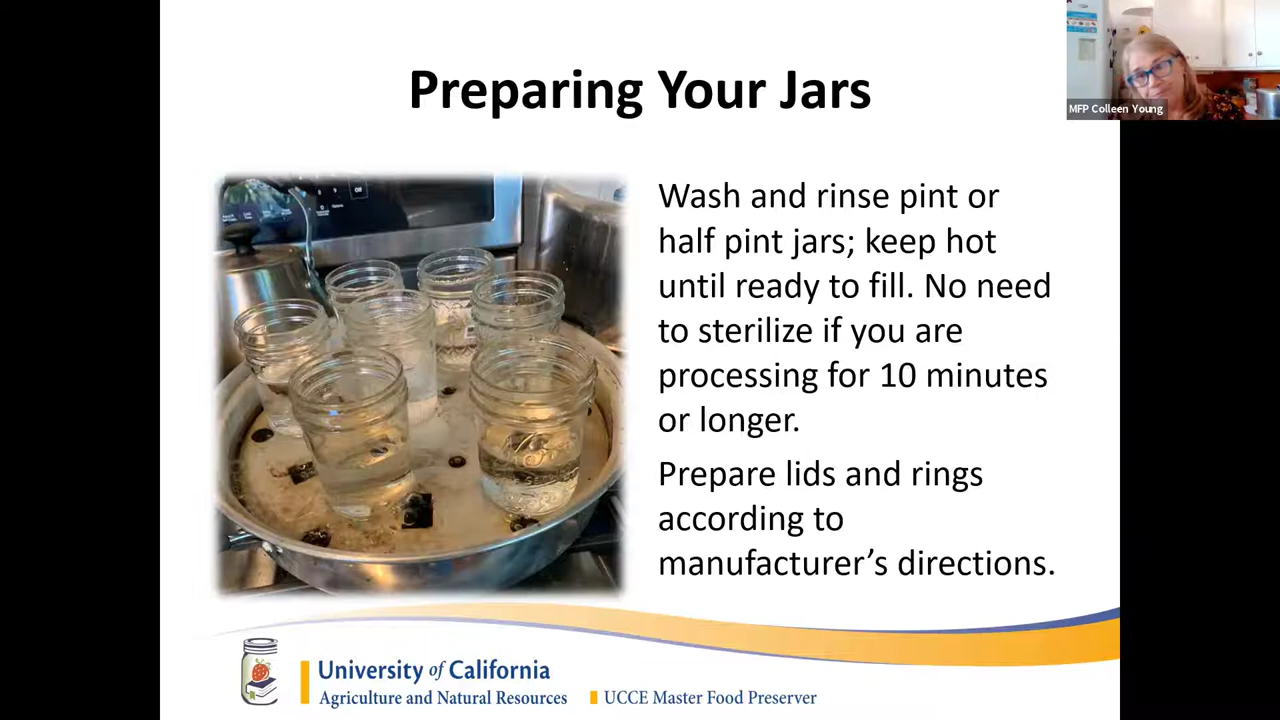 Preparing Your Jars
MFP Colleen Young
Wash and rinse pint or
half pint jars; keep hot
until ready to fill. No need
to sterilize if you are
processing for 10 minutes
or longer.
Prepare lids and rings
according to
manufacturer’s directions.
University of California
Agriculture and Natural Resources
UCCE Master Food Preserver